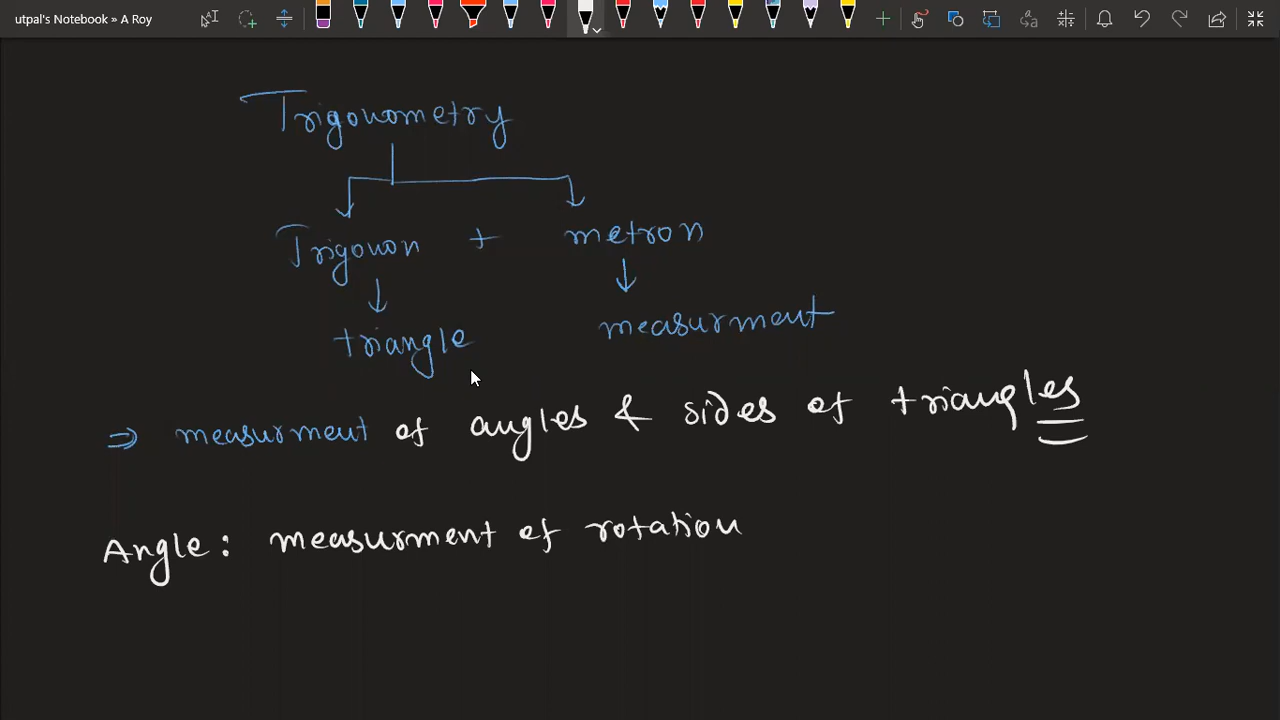 utpal's Notebook » A Roy
Trigonometry
Trigonon + metron
triangle measurment
⇒ measurment of angles & sides of triangles
Angle: measurment of rotation